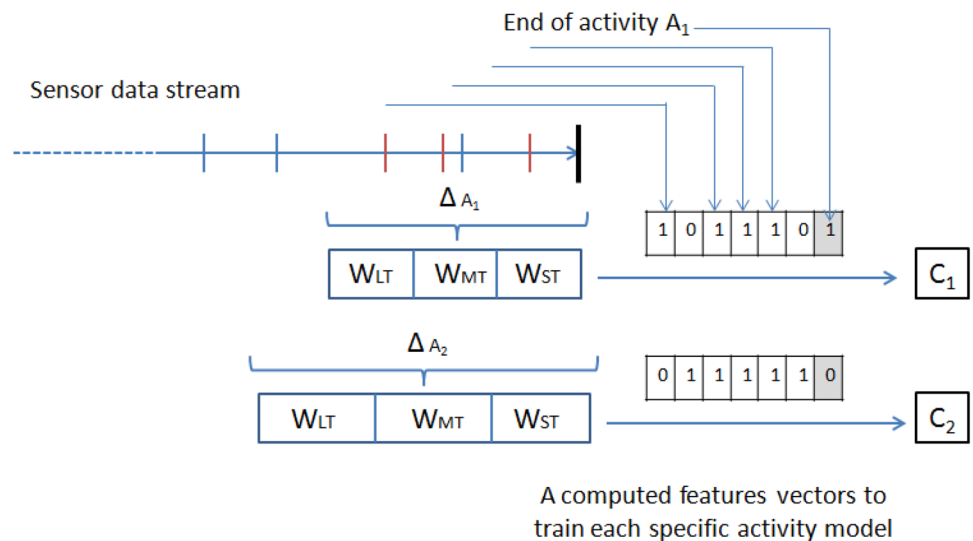 End of activity A1
Sensor data stream
Δ A1
1 0 1 1 1 0 1
WLT WMT WST
C1
Δ A2
0 1 1 1 1 1 0
WLT WMT WST
C2
A computed features vectors to
train each specific activity model